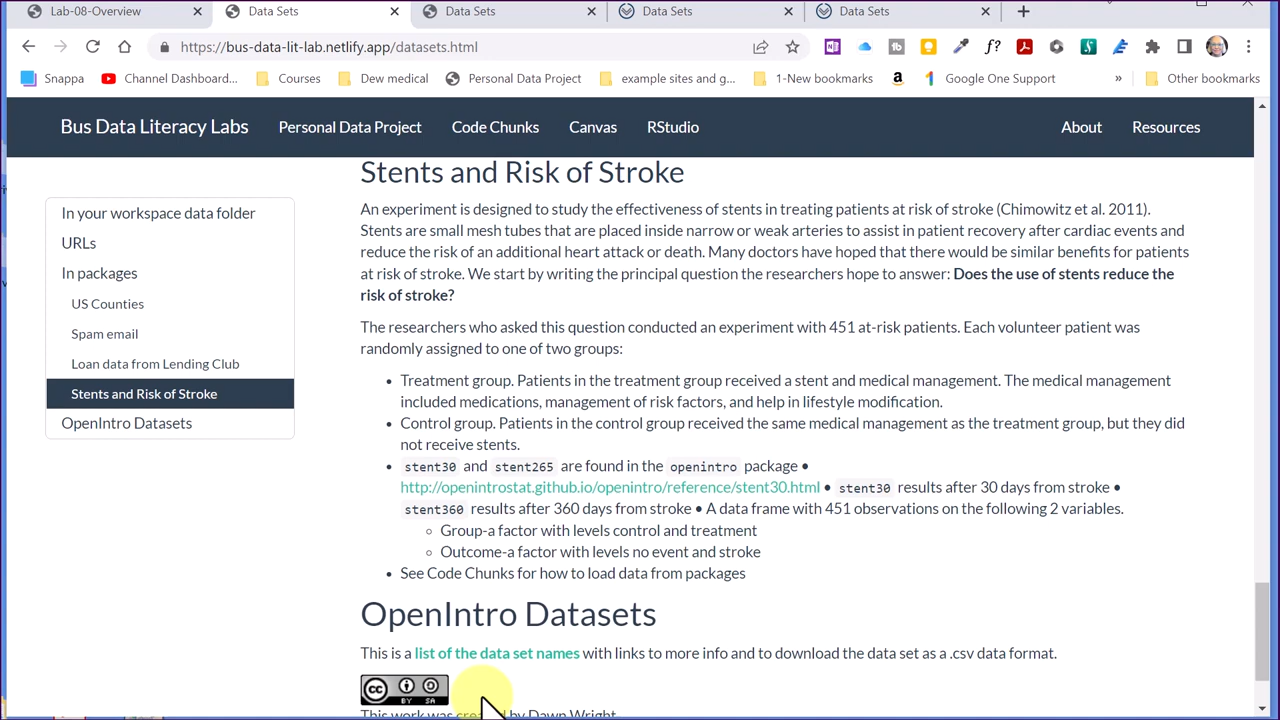 Lab-08-Overview
Data Sets
Data Sets
Data Sets
Data Sets
https://bus-data-lit-lab.netlify.app/datasets.html
Snappa
Channel Dashboard...
Courses
Dew medical
Personal Data Project
example sites and g...
1-New bookmarks
Google One Support
»
Other bookmarks
Bus Data Literacy Labs
Personal Data Project
Code Chunks
Canvas
RStudio
About
Resources
In your workspace data folder
URLs
In packages
US Counties
Spam email
Loan data from Lending Club
Stents and Risk of Stroke
OpenIntro Datasets
Stents and Risk of Stroke
An experiment is designed to study the effectiveness of stents in treating patients at risk of stroke (Chimowitz et al. 2011).
Stents are small mesh tubes that are placed inside narrow or weak arteries to assist in patient recovery after cardiac events and
reduce the risk of an additional heart attack or death. Many doctors have hoped that there would be similar benefits for patients
at risk of stroke. We start by writing the principal question the researchers hope to answer: Does the use of stents reduce the
risk of stroke?
The researchers who asked this question conducted an experiment with 451 at-risk patients. Each volunteer patient was
randomly assigned to one of two groups:
• Treatment group. Patients in the treatment group received a stent and medical management. The medical management
included medications, management of risk factors, and help in lifestyle modification.
• Control group. Patients in the control group received the same medical management as the treatment group, but they did
not receive stents.
• stent30 and stent265 are found in the openintro package •
http://openintrostat.github.io/openintro/reference/stent30.html • stent30 results after 30 days from stroke •
stent360 results after 360 days from stroke • A data frame with 451 observations on the following 2 variables.
◦ Group-a factor with levels control and treatment
◦ Outcome-a factor with levels no event and stroke
• See Code Chunks for how to load data from packages
OpenIntro Datasets
This is a list of the data set names with links to more info and to download the data set as a .csv data format.
CC BY SA
This work was created by Dawn Wright